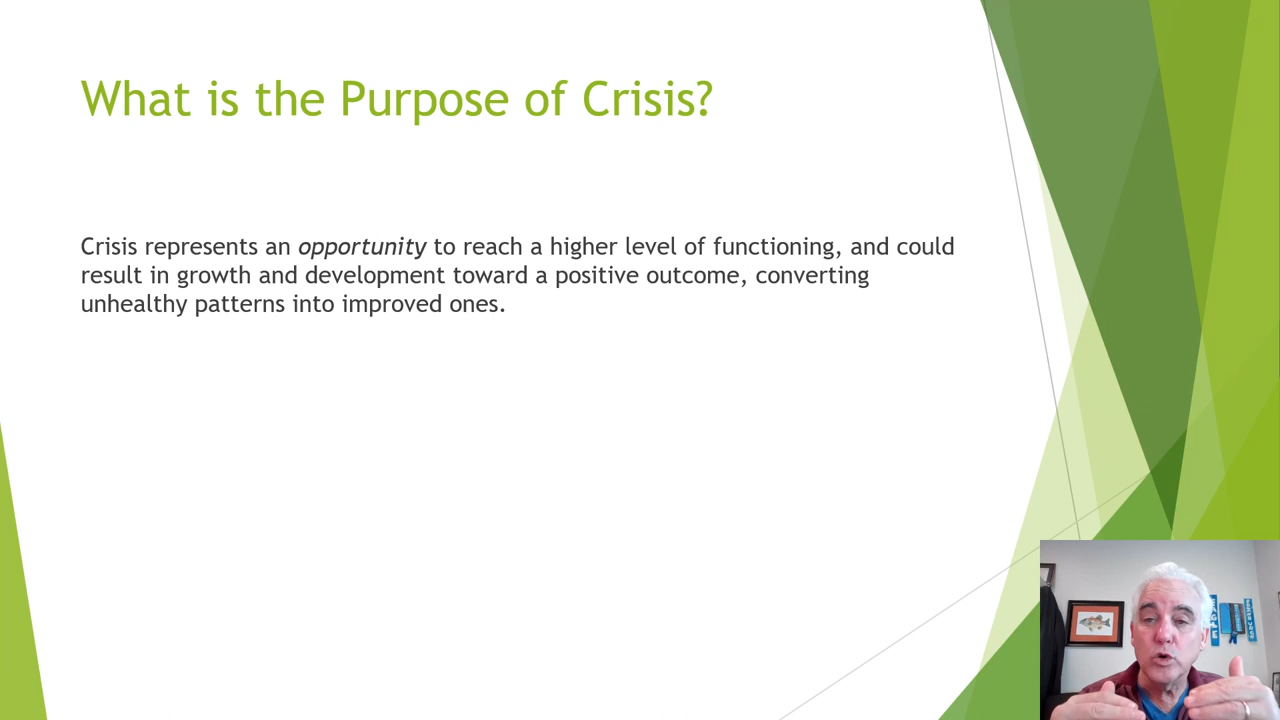 What is the Purpose of Crisis?
Crisis represents an opportunity to reach a higher level of functioning, and could
result in growth and development toward a positive outcome, converting
unhealthy patterns into improved ones.